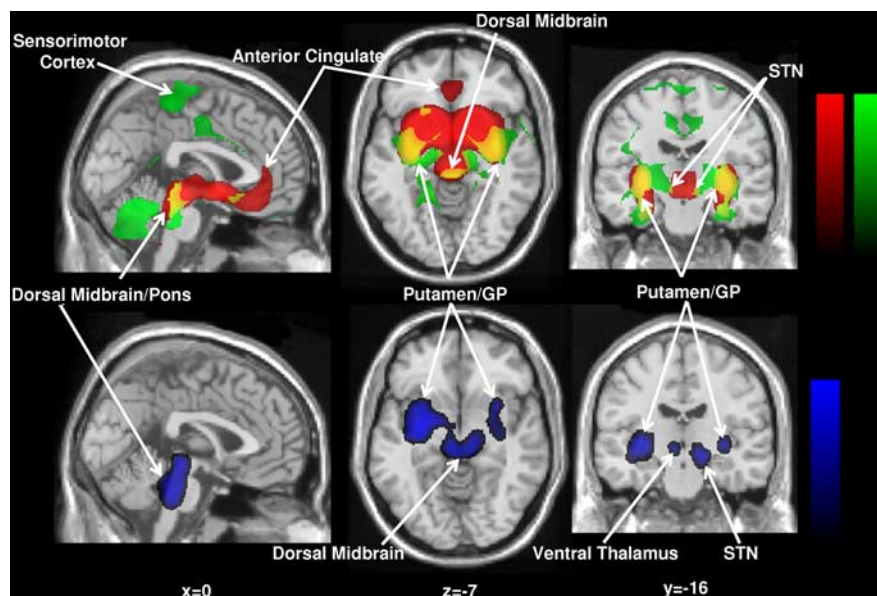 Dorsal Midbrain
Sensorimotor
Cortex
Anterior Cingulate
STN
Dorsal Midbrain/Pons
Putamen/GP
Putamen/GP
Dorsal Midbrain
Ventral Thalamus
STN
x=0
z=-7
y=-16